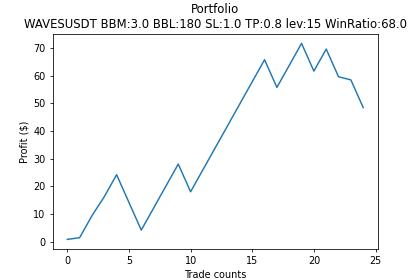 Portfolio
WAVESUSDT BBM:3.0 BBL:180 SL:1.0 TP:0.8 lev:15 WinRatio:68.0
70
60
50
40
30
20
10
0
Profit ($)
0 5 10 15 20 25
Trade counts